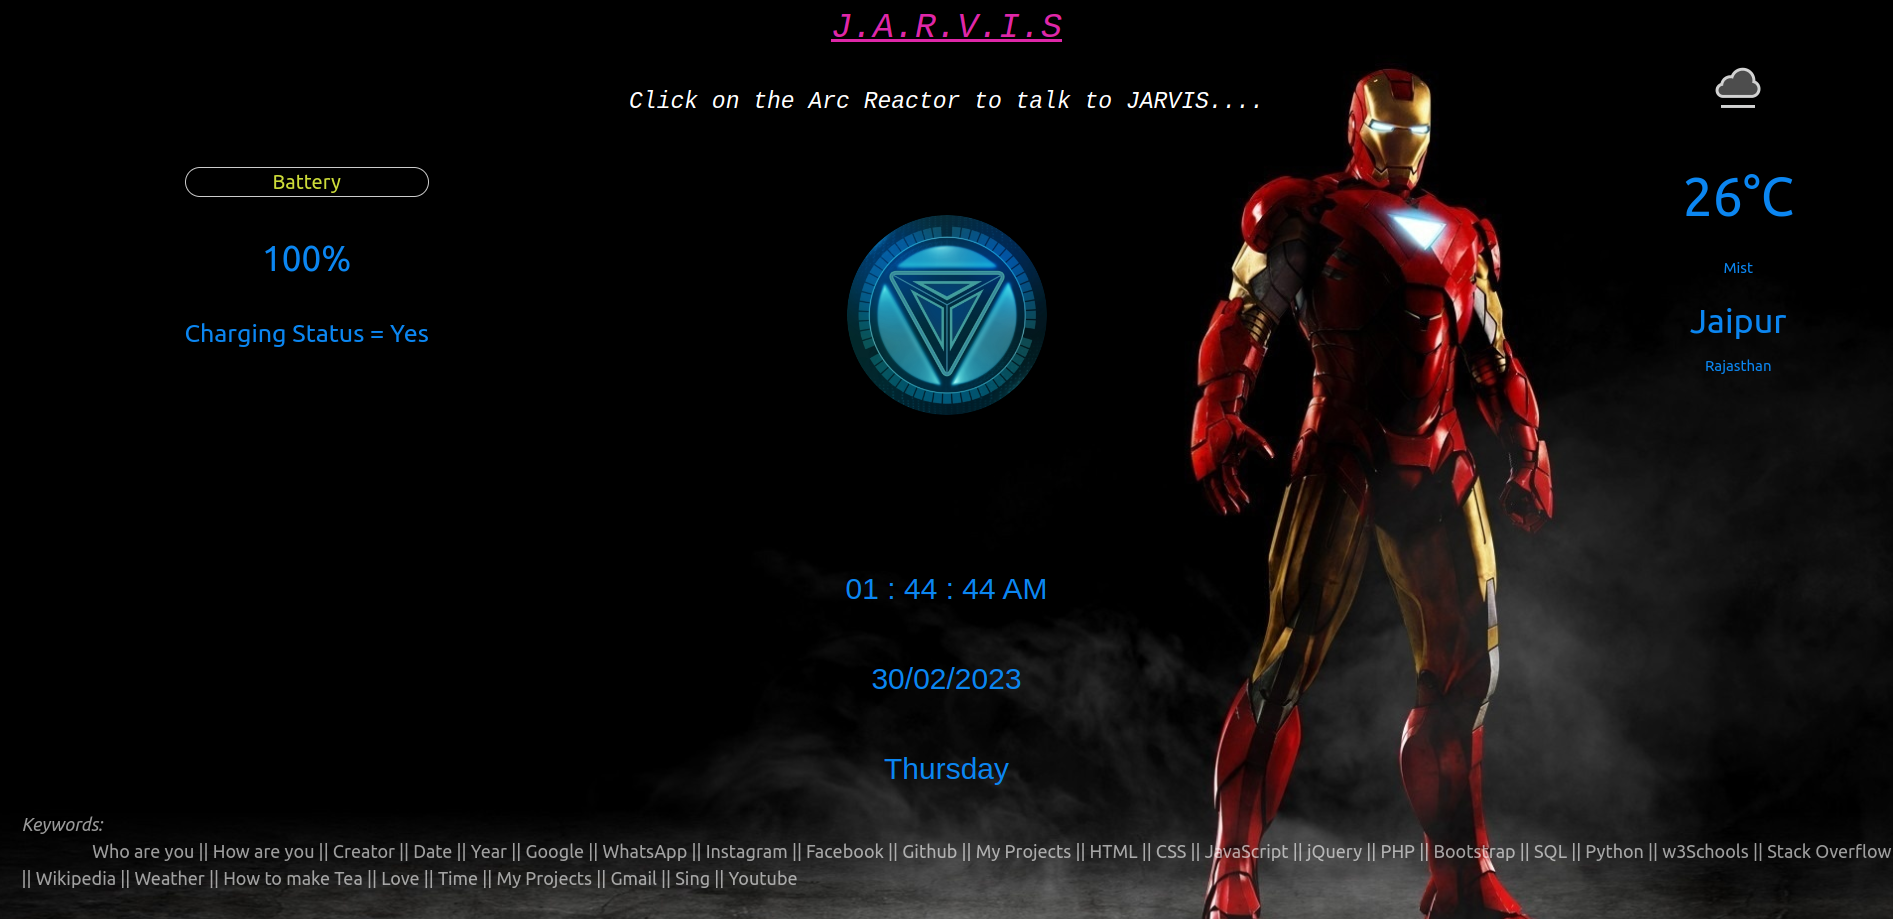 J.A.R.V.I.S
Click on the Arc Reactor to talk to JARVIS....
Battery
100%
Charging Status = Yes
26°C
Mist
Jaipur
Rajasthan
01 : 44 : 44 AM
30/02/2023
Thursday
Keywords:
Who are you || How are you || Creator || Date || Year || Google || WhatsApp || Instagram || Facebook || Github || My Projects || HTML || CSS || JavaScript || jQuery || PHP || Bootstrap || SQL || Python || w3Schools || Stack Overflow
|| Wikipedia || Weather || How to make Tea || Love || Time || My Projects || Gmail || Sing || Youtube